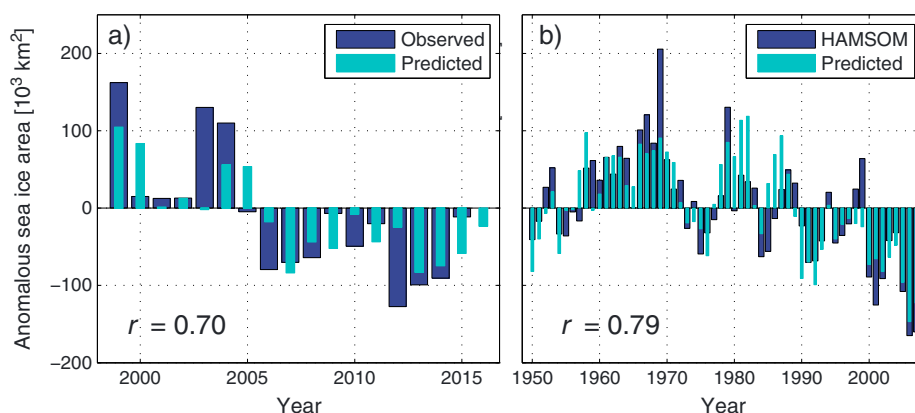 a)
Observed
Predicted
b)
HAMSOM
Predicted
Anomalous sea ice area [10³ km²]
200
100
0
−100
−200
r = 0.70
r = 0.79
2000 2005 2010 2015
1950 1960 1970 1980 1990 2000
Year
Year